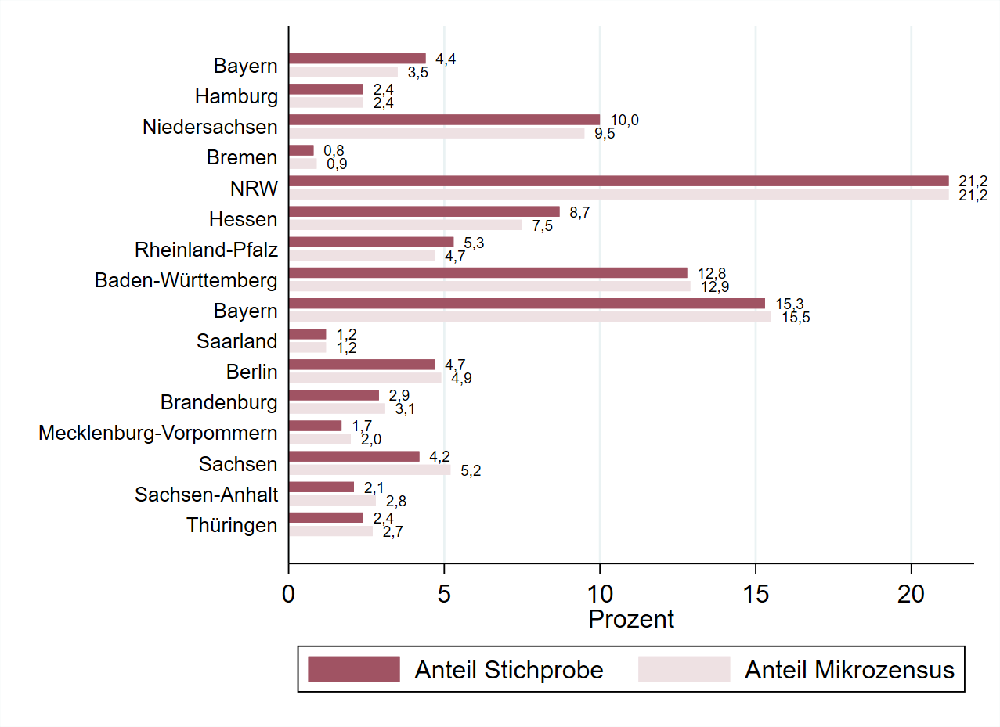 Bayern 4,4
3,5
Hamburg 2,4
2,4
Niedersachsen 10,0
9,5
Bremen 0,8
0,9
NRW 21,2
21,2
Hessen 8,7
7,5
Rheinland-Pfalz 5,3
4,7
Baden-Württemberg 12,8
12,9
Bayern 15,3
15,5
Saarland 1,2
1,2
Berlin 4,7
4,9
Brandenburg 2,9
3,1
Mecklenburg-Vorpommern 1,7
2,0
Sachsen 4,2
5,2
Sachsen-Anhalt 2,1
2,8
Thüringen 2,4
2,7
0 5 10 15 20
Prozent
Anteil Stichprobe Anteil Mikrozensus